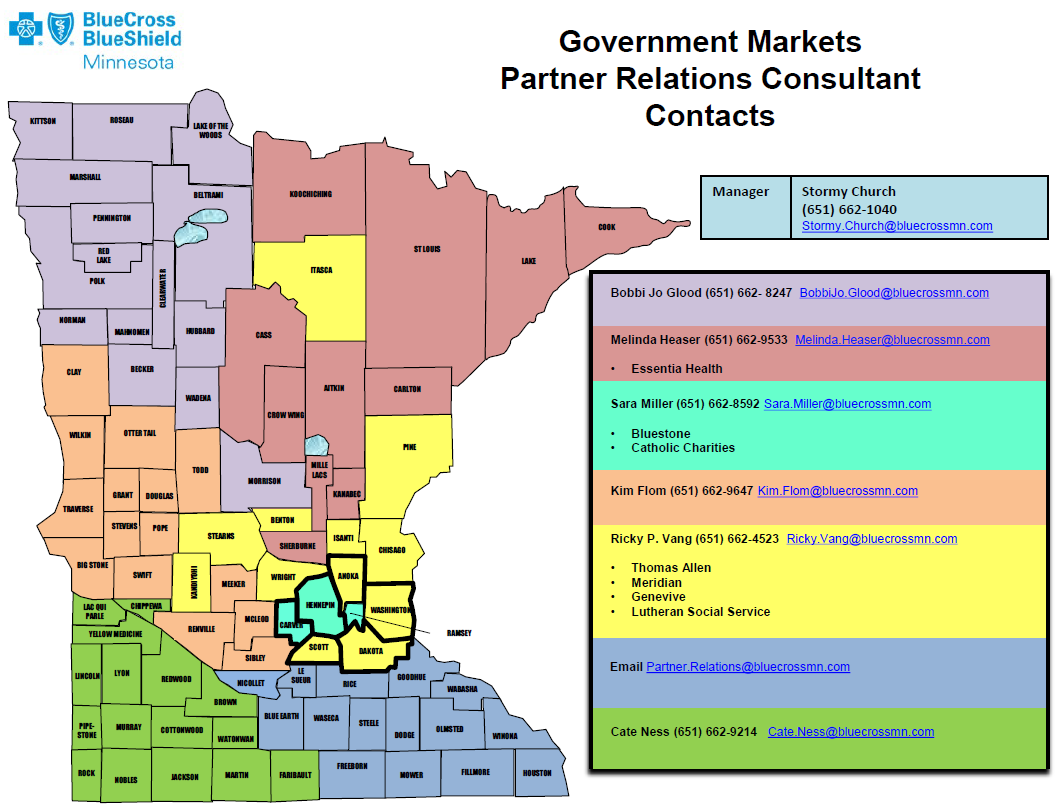 BlueCross
BlueShield
Minnesota
Government Markets
Partner Relations Consultant
Contacts
Manager
Stormy Church
(651) 662-1040
Stormy.Church@bluecrossmn.com
Bobbi Jo Glood (651) 662- 8247 BobbiJo.Glood@bluecrossmn.com
Melinda Heaser (651) 662-9533 Melinda.Heaser@bluecrossmn.com
• Essentia Health
Sara Miller (651) 662-8592 Sara.Miller@bluecrossmn.com
• Bluestone
• Catholic Charities
Kim Flom (651) 662-9647 Kim.Flom@bluecrossmn.com
Ricky P. Vang (651) 662-4523 Ricky.Vang@bluecrossmn.com
• Thomas Allen
• Meridian
• Genevive
• Lutheran Social Service
Email Partner.Relations@bluecrossmn.com
Cate Ness (651) 662-9214 Cate.Ness@bluecrossmn.com
KITTSON
ROSEAU
LAKE OF THE
WOODS
MARSHALL
BELTRAMI
KOOCHICHING
PENNINGTON
RED
LAKE
POLK
CLEARWATER
ITASCA
ST LOUIS
LAKE
COOK
NORMAN
MAHNOMEN
HUBBARD
CASS
CLAY
BECKER
WADENA
CROW WING
AITKIN
CARLTON
WILKIN
OTTER TAIL
TODD
MORRISON
MILLE
LACS
KANABEC
PINE
GRANT
DOUGLAS
TRAVERSE
STEVENS
POPE
STEARNS
BENTON
SHERBURNE
ISANTI
CHISAGO
BIG STONE
SWIFT
KANDIYOHI
MEEKER
WRIGHT
ANOKA
HENNEPIN
WASHINGTON
RAMSEY
LAC QUI
PARLE
CHIPPEWA
RENVILLE
MCLEOD
CARVER
SCOTT
DAKOTA
YELLOW MEDICINE
SIBLEY
LINCOLN
LYON
REDWOOD
NICOLLET
LE
SUEUR
RICE
GOODHUE
WABASHA
BROWN
PIPE-
STONE
MURRAY
COTTONWOOD
WATONWAN
BLUE EARTH
WASECA
STEELE
DODGE
OLMSTED
WINONA
ROCK
NOBLES
JACKSON
MARTIN
FARIBAULT
FREEBORN
MOWER
FILLMORE
HOUSTON